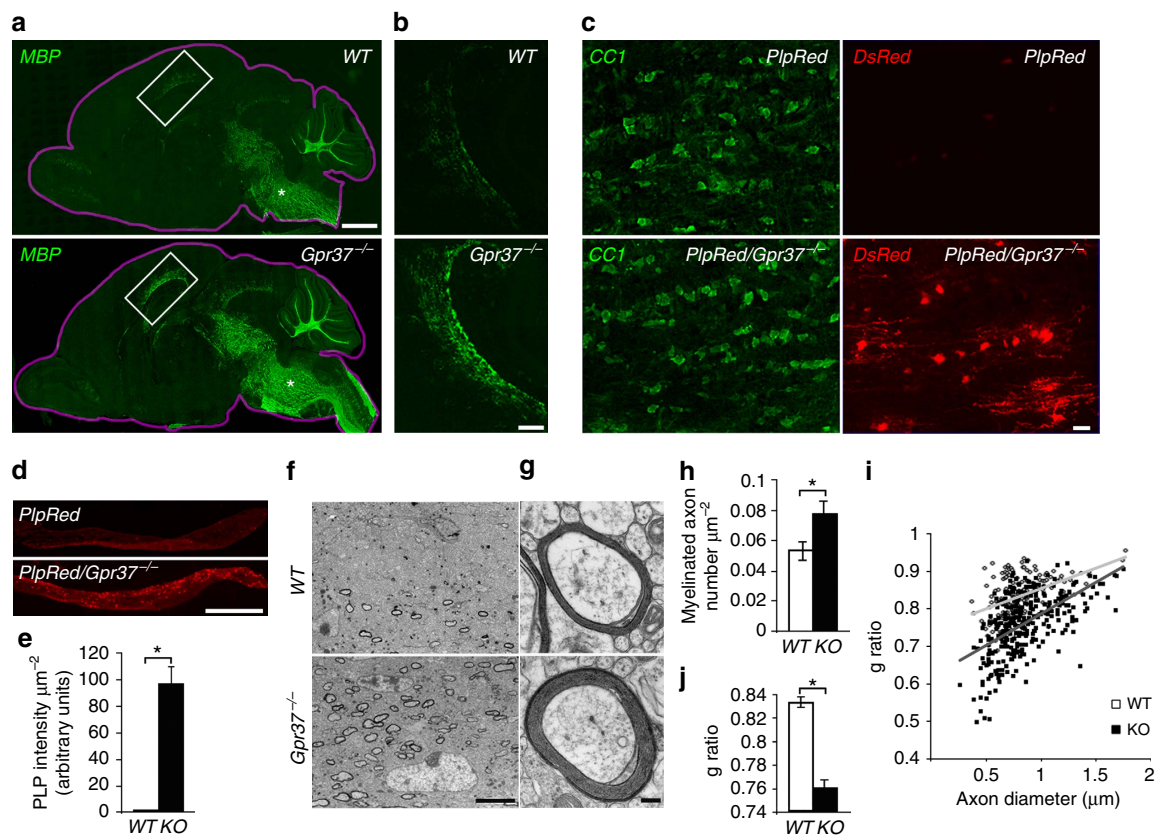 a
b
c
MBP WT
WT
CC1 PlpRed
DsRed PlpRed
*
MBP Gpr37−/−
Gpr37−/−
CC1 PlpRed/Gpr37−/−
DsRed PlpRed/Gpr37−/−
*
d
PlpRed
PlpRed/Gpr37−/−
e
PLP intensity μm−2
(arbitrary units)
120
100
80
60
40
20
0
*
WT KO
f
g
WT
Gpr37−/−
h
Myelinated axon
number μm−2
0.1
0.08
0.06
0.04
0.02
0
*
WT KO
j
g ratio
0.84
0.82
0.80
0.78
0.76
0.74
*
WT KO
i
g ratio
1
0.9
0.8
0.7
0.6
0.5
0.4
0.5
1
1.5
2
Axon diameter (μm)
WT
KO